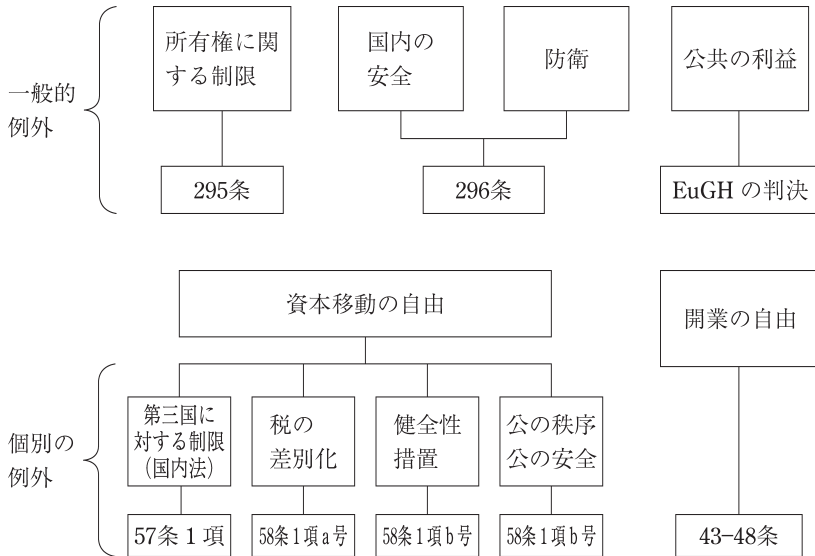 一般的
例外
所有権に関
する制限
国内の
安全
防衛
公共の利益
295条
296条
EuGH の判決
資本移動の自由
開業の自由
個別の
例外
第三国に
対する制限
(国内法)
税の
差別化
健全性
措置
公の秩序
公の安全
57条1項
58条1項a号
58条1項b号
58条1項b号
43–48条